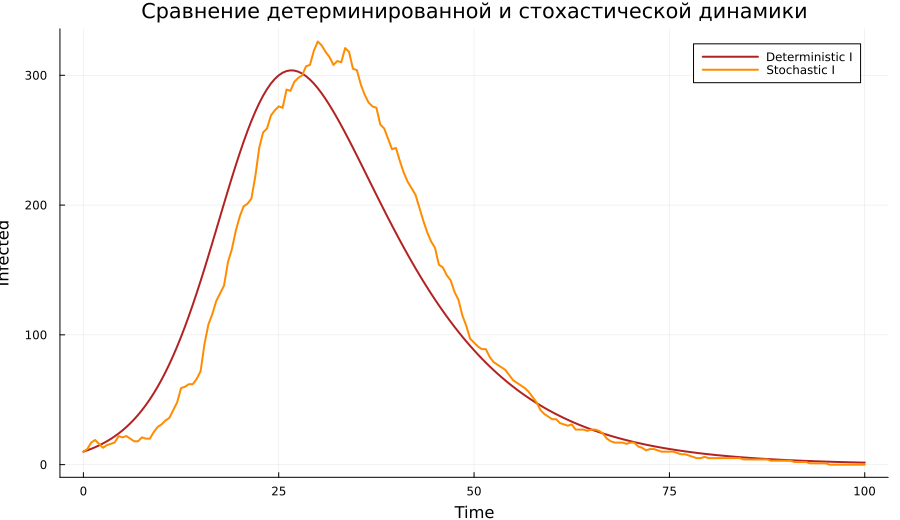 Сравнение детерминированной и стохастической динамики
Deterministic I
Stochastic I
300
200
100
0
Infected
0 25 50 75 100
Time